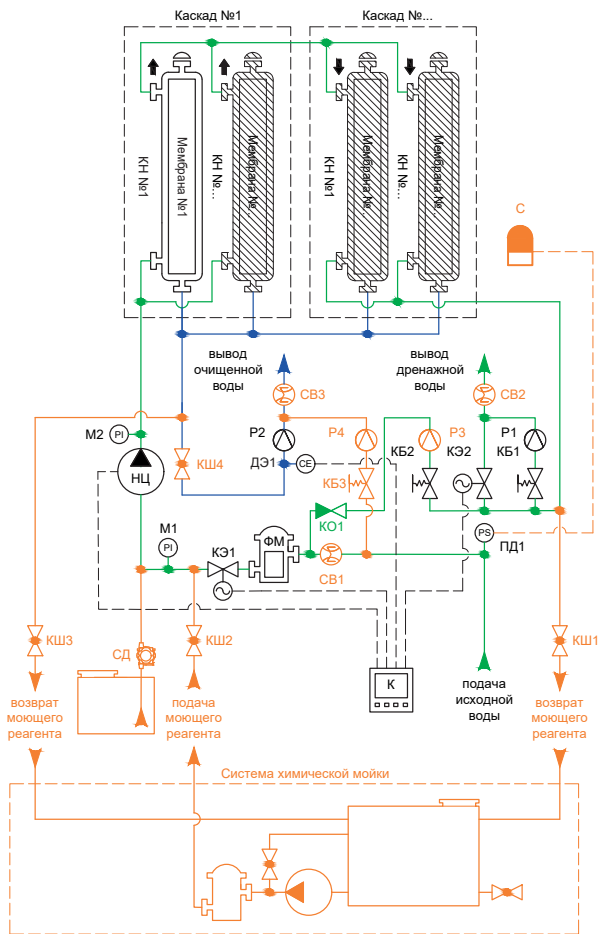 Каскад №1
Каскад №...
КН №1
Мембрана №1
КН №...
Мембрана №...
КН №1
Мембрана №...
КН №...
Мембрана №...
С
вывод
очищенной
воды
вывод
дренажной
воды
СВ3
СВ2
М2
PI
Р2
Р4
Р3
Р1
КБ2
КЭ2
КБ1
НЦ
КШ4
ДЭ1
CE
КБ3
М1
PI
КЭ1
ФМ
КО1
СВ1
PS
ПД1
КШ3
СД
КШ2
К
КШ1
возврат
моющего
реагента
подача
моющего
реагента
подача
исходной
воды
возврат
моющего
реагента
Система химической мойки